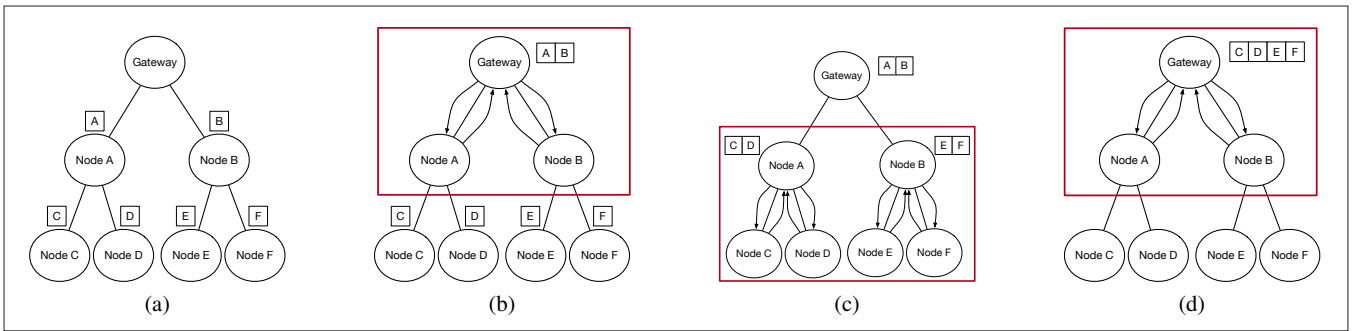 Gateway
A
B
Node A
Node B
C
D
E
F
Node C
Node D
Node E
Node F
(a)
Gateway
A B
Node A
Node B
C
D
E
F
Node C
Node D
Node E
Node F
(b)
Gateway
A B
C D
Node A
Node B
E F
Node C
Node D
Node E
Node F
(c)
Gateway
C D E F
Node A
Node B
Node C
Node D
Node E
Node F
(d)